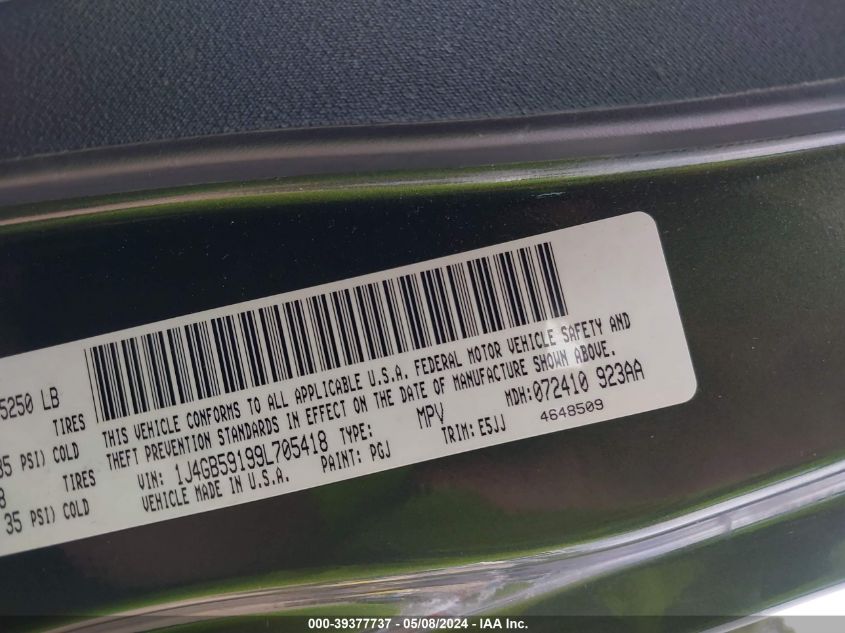 5250 LB
TIRES
35 PSI) COLD
TIRES
35 PSI) COLD
THIS VEHICLE CONFORMS TO ALL APPLICABLE U.S.A. FEDERAL MOTOR VEHICLE SAFETY AND
THEFT PREVENTION STANDARDS IN EFFECT ON THE DATE OF MANUFACTURE SHOWN ABOVE.
VIN: 1J4GB59199L705418 TYPE: MPV MDH: 072410 923AA
VEHICLE MADE IN U.S.A. PAINT: PGJ TRIM: E5JJ 4648509
000-39377737 - 05/08/2024 - IAA Inc.